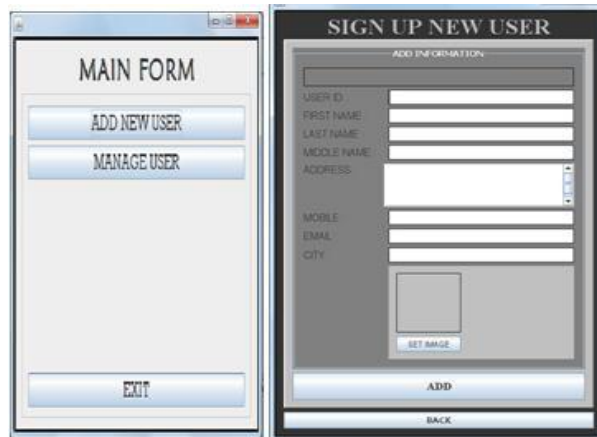 MAIN FORM
ADD NEW USER
MANAGE USER
EXIT
SIGN UP NEW USER
ADD INFORMATION
USER ID
FIRST NAME
LAST NAME
MIDDLE NAME
ADDRESS
MOBILE
EMAIL
CITY
SET IMAGE
ADD
BACK